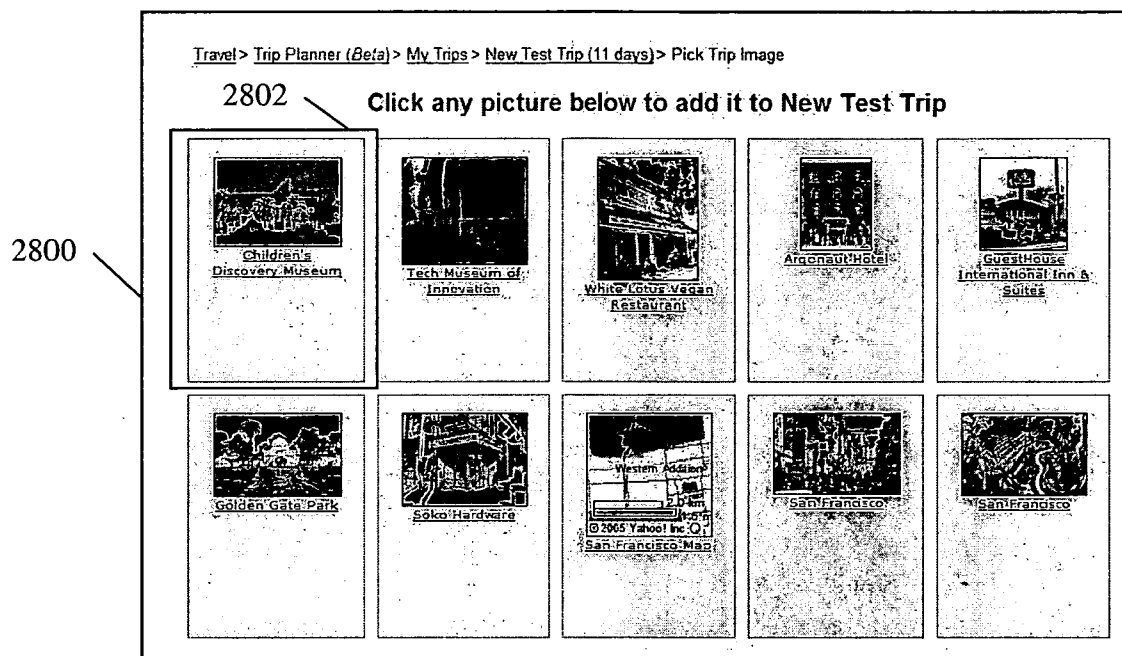 Travel > Trip Planner (Beta) > My Trips > New Test Trip (11 days) > Pick Trip Image
2802
Click any picture below to add it to New Test Trip
2800
Children's
Discovery Museum
Tech Museum of
Innovation
White Lotus Vegan
Restaurant
Argonaut Hotel
GuestHouse
International Inn &
Suites
Golden Gate Park
Soko Hardware
Western Addition
© 2005 Yahoo! Inc
San Francisco Map
San Francisco
San Francisco